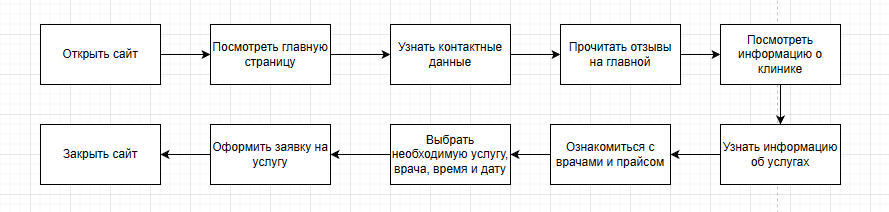 Открыть сайт
Посмотреть главную
страницу
Узнать контактные
данные
Прочитать отзывы
на главной
Посмотреть
информацию о
клинике
Узнать информацию
об услугах
Ознакомиться с
врачами и прайсом
Выбрать
необходимую услугу,
врача, время и дату
Оформить заявку на
услугу
Закрыть сайт